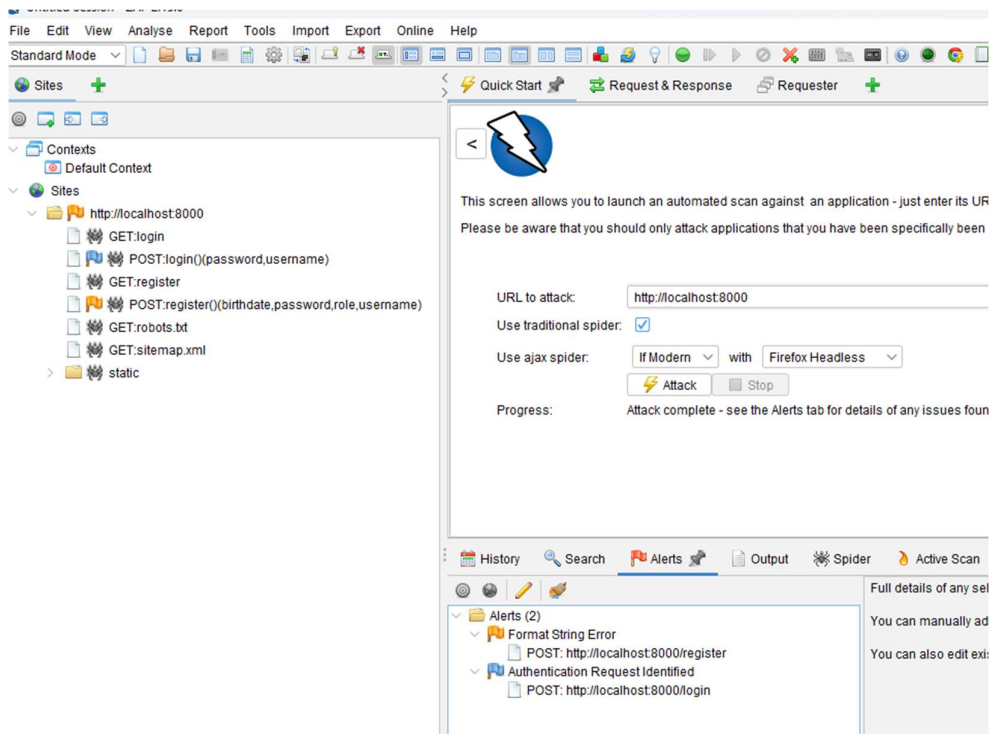 File Edit View Analyse Report Tools Import Export Online Help
Standard Mode
Sites
Quick Start Request & Response Requester
Contexts
Default Context
Sites
http://localhost:8000
GET:login
POST:login()(password,username)
GET:register
POST:register()(birthdate,password,role,username)
GET:robots.txt
GET:sitemap.xml
static
<
This screen allows you to launch an automated scan against an application - just enter its UR
Please be aware that you should only attack applications that you have been specifically been
URL to attack: http://localhost:8000
Use traditional spider:
Use ajax spider: If Modern with Firefox Headless
Attack Stop
Progress: Attack complete - see the Alerts tab for details of any issues foun
History Search Alerts Output Spider Active Scan
Alerts (2)
Format String Error
POST: http://localhost:8000/register
Authentication Request Identified
POST: http://localhost:8000/login
Full details of any sel
You can manually ad
You can also edit exi